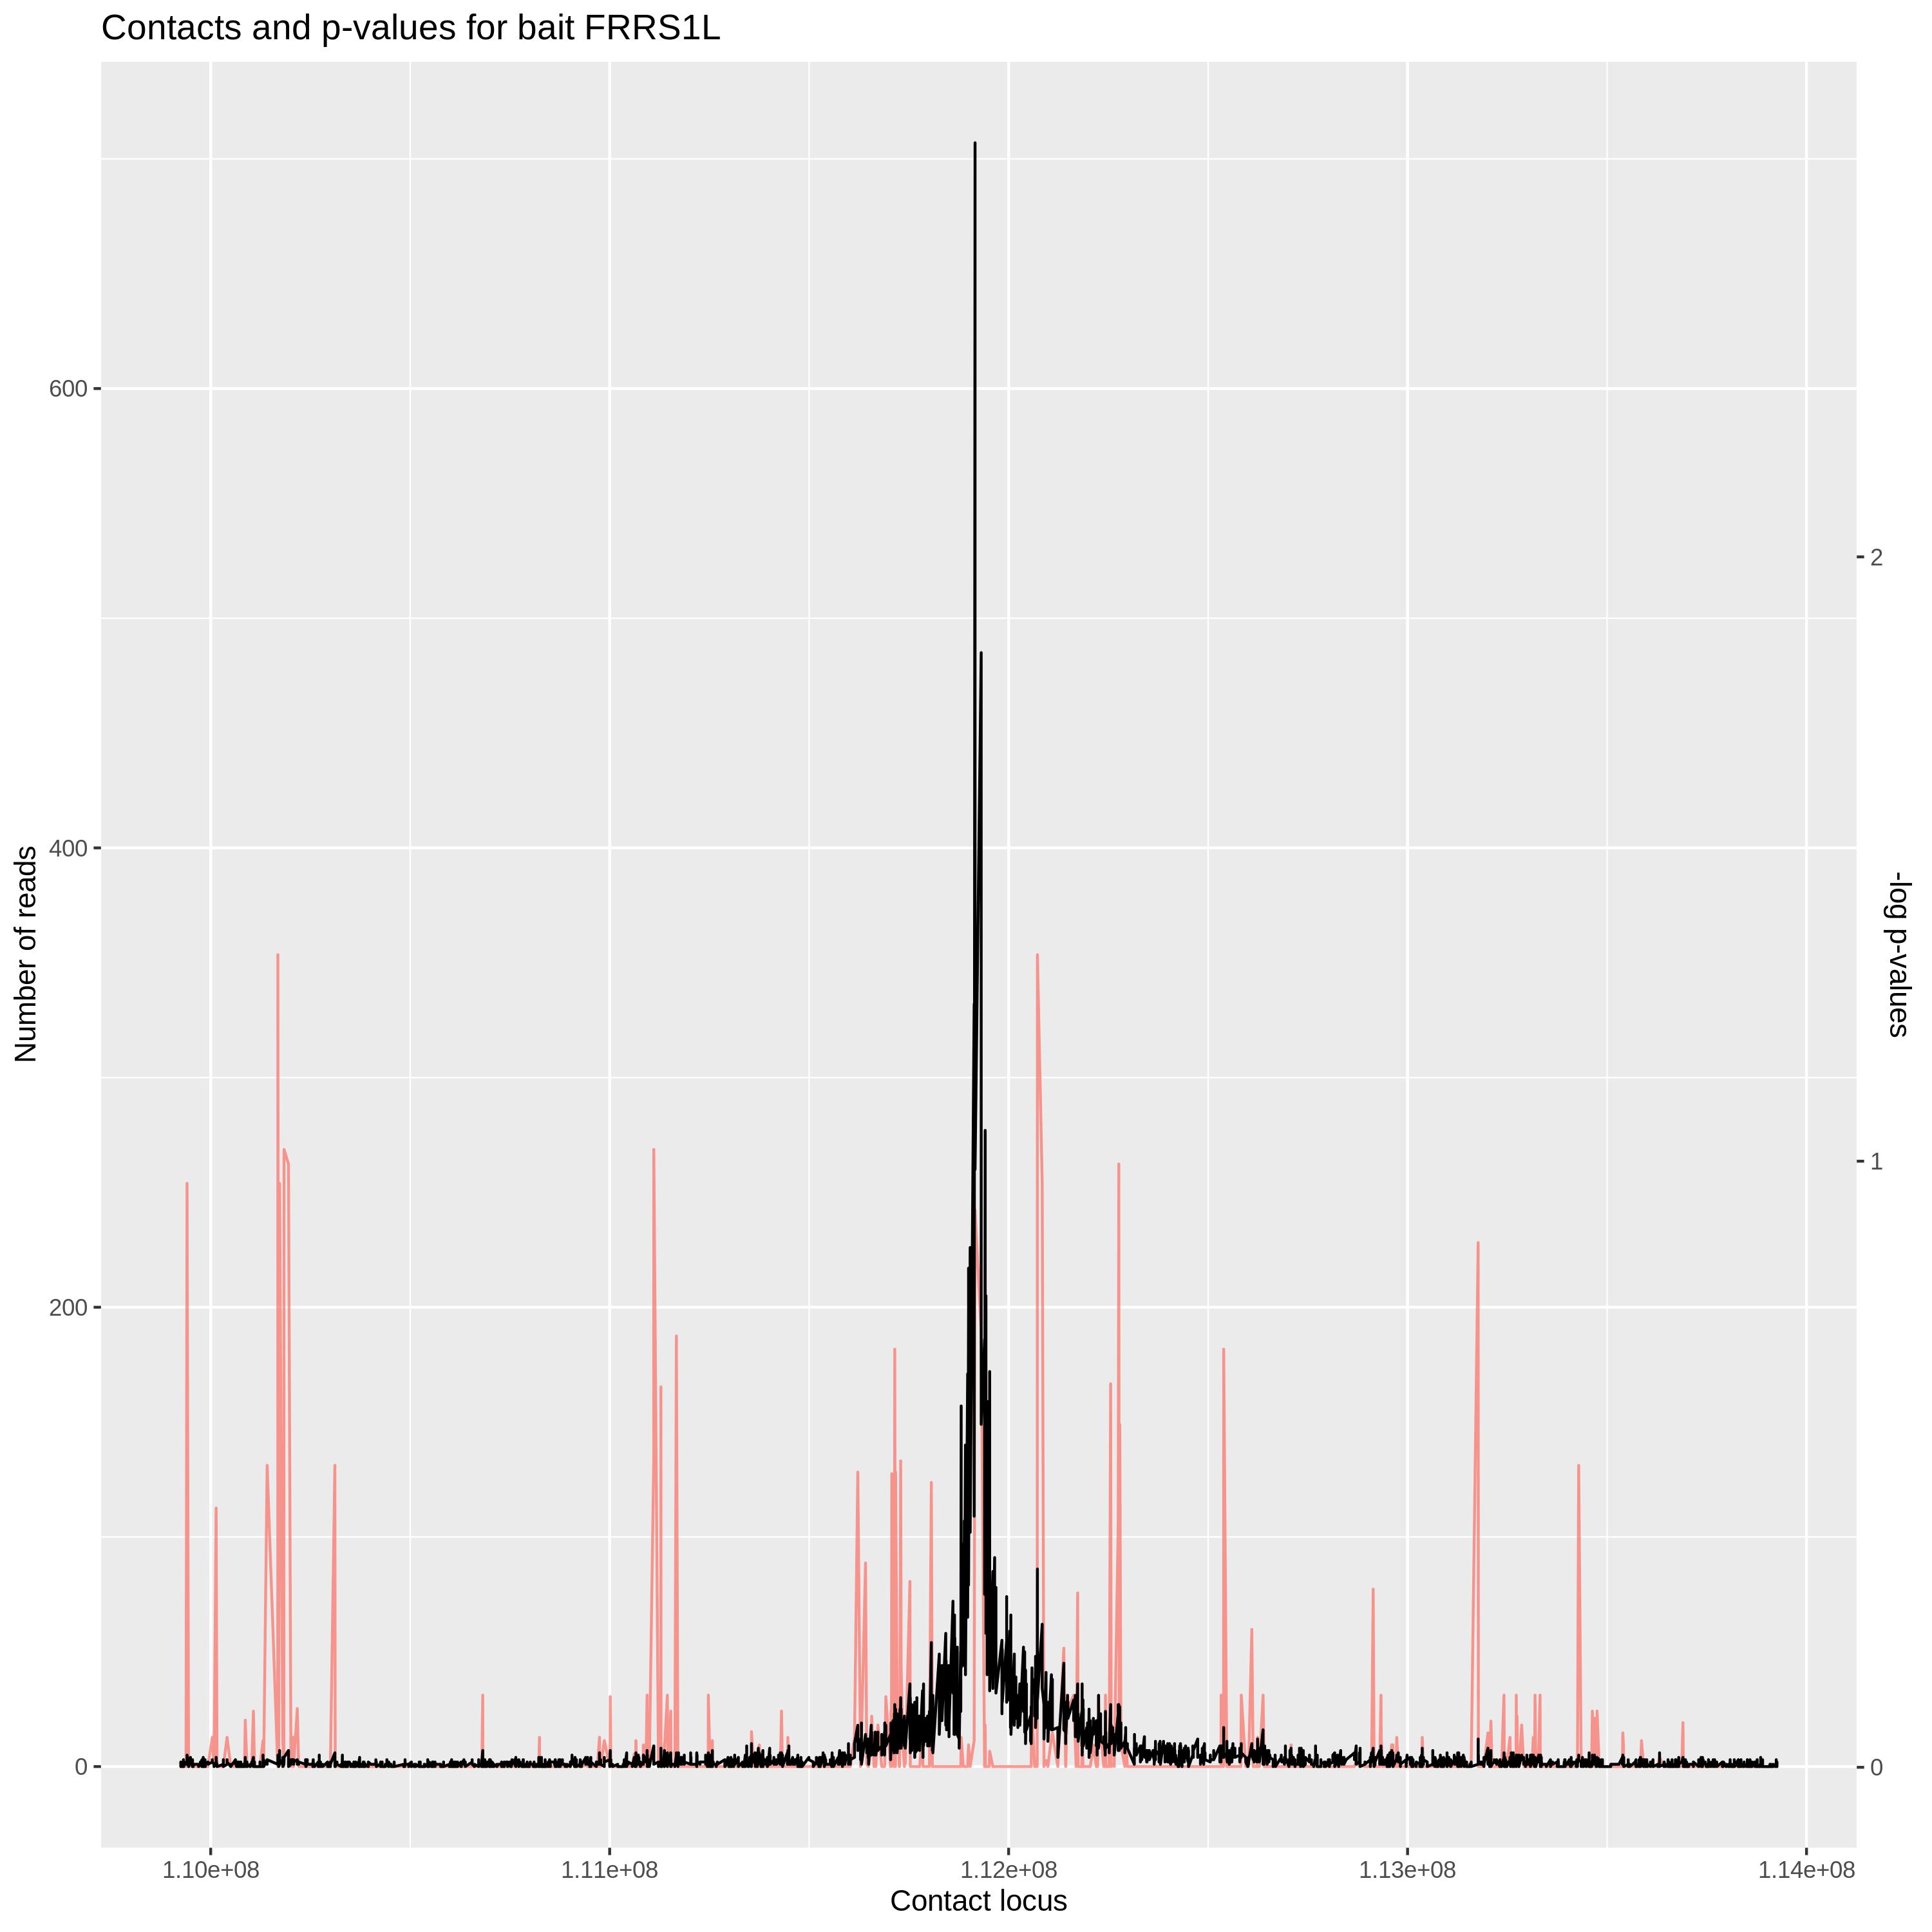 Contacts and p-values for bait FRRS1L
600
400
200
0
Number of reads
2
1
0
-log p-values
1.10e+08 1.11e+08 1.12e+08 1.13e+08 1.14e+08
Contact locus